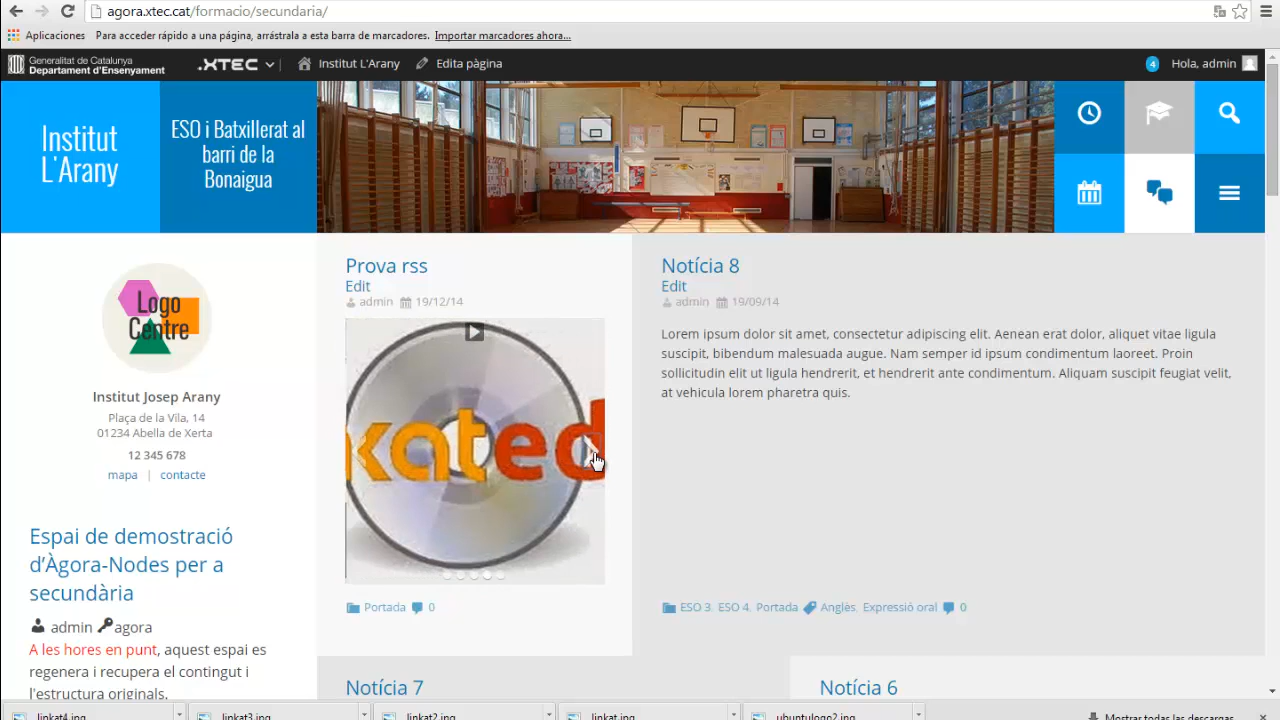 agora.xtec.cat/formacio/secundaria/
Aplicaciones Para acceder rápido a una página, arrástrala a esta barra de marcadores. Importar marcadores ahora...
Generalitat de Catalunya
Departament d'Ensenyament
.XTEC Institut L'Arany Edita pàgina 4 Hola, admin
Institut
L'Arany
ESO i Batxillerat al
barri de la
Bonaigua
Logo
Centre
Institut Josep Arany
Plaça de la Vila, 14
01234 Abella de Xerta
12 345 678
mapa | contacte
Espai de demostració
d'Àgora-Nodes per a
secundària
admin agora
A les hores en punt, aquest espai es
regenera i recupera el contingut i
l'estructura originals.
Prova rss
Edit
admin 19/12/14
kated
Portada 0
Notícia 8
Edit
admin 19/09/14
Lorem ipsum dolor sit amet, consectetur adipiscing elit. Aenean erat dolor, aliquet vitae ligula
suscipit, bibendum malesuada augue. Nam semper id ipsum condimentum laoreet. Proin
sollicitudin elit ut ligula hendrerit, et hendrerit ante condimentum. Aliquam suscipit feugiat velit,
at vehicula lorem pharetra quis.
ESO 3. ESO 4. Portada Anglès. Expressió oral 0
Notícia 7
Notícia 6
linkat4.jpg linkat3.jpg linkat2.jpg linkat.jpg ubuntulogo2.jpg Mostrar todas las descargas